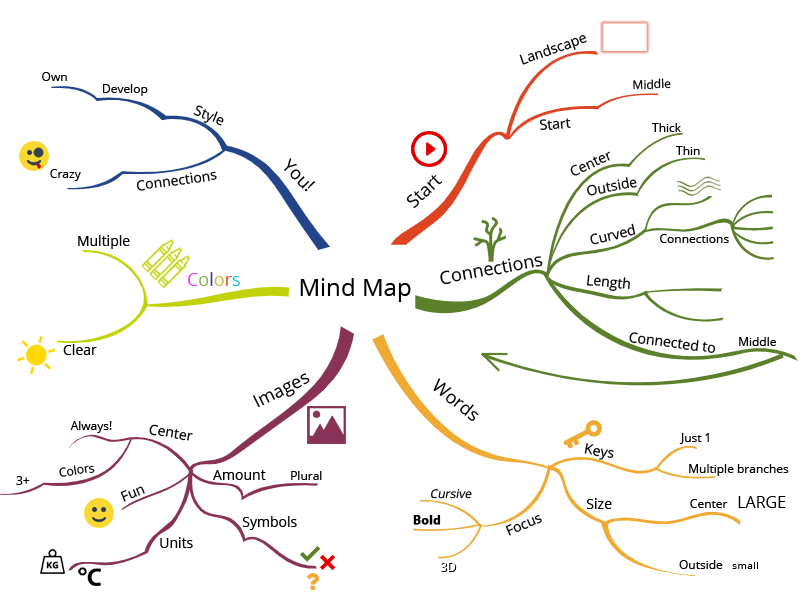 Mind Map
Start
Landscape
Start
Middle
Connections
Center
Thick
Outside
Thin
Curved
Connections
Length
Connected to
Middle
Words
Keys
Just 1
Multiple branches
Size
Center
LARGE
Outside
small
Focus
Cursive
Bold
3D
Images
Center
Always!
Colors
3+
Fun
Amount
Plural
Symbols
?
Units
KG
°C
Colors
Multiple
Clear
You!
Style
Develop
Own
Connections
Crazy